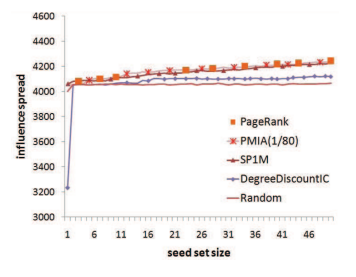 4600
4400
4200
4000
3800
3600
3400
3200
3000
influence spread
PageRank
PMIA(1/80)
SP1M
DegreeDiscountIC
Random
1 6 11 16 21 26 31 36 41 46
seed set size